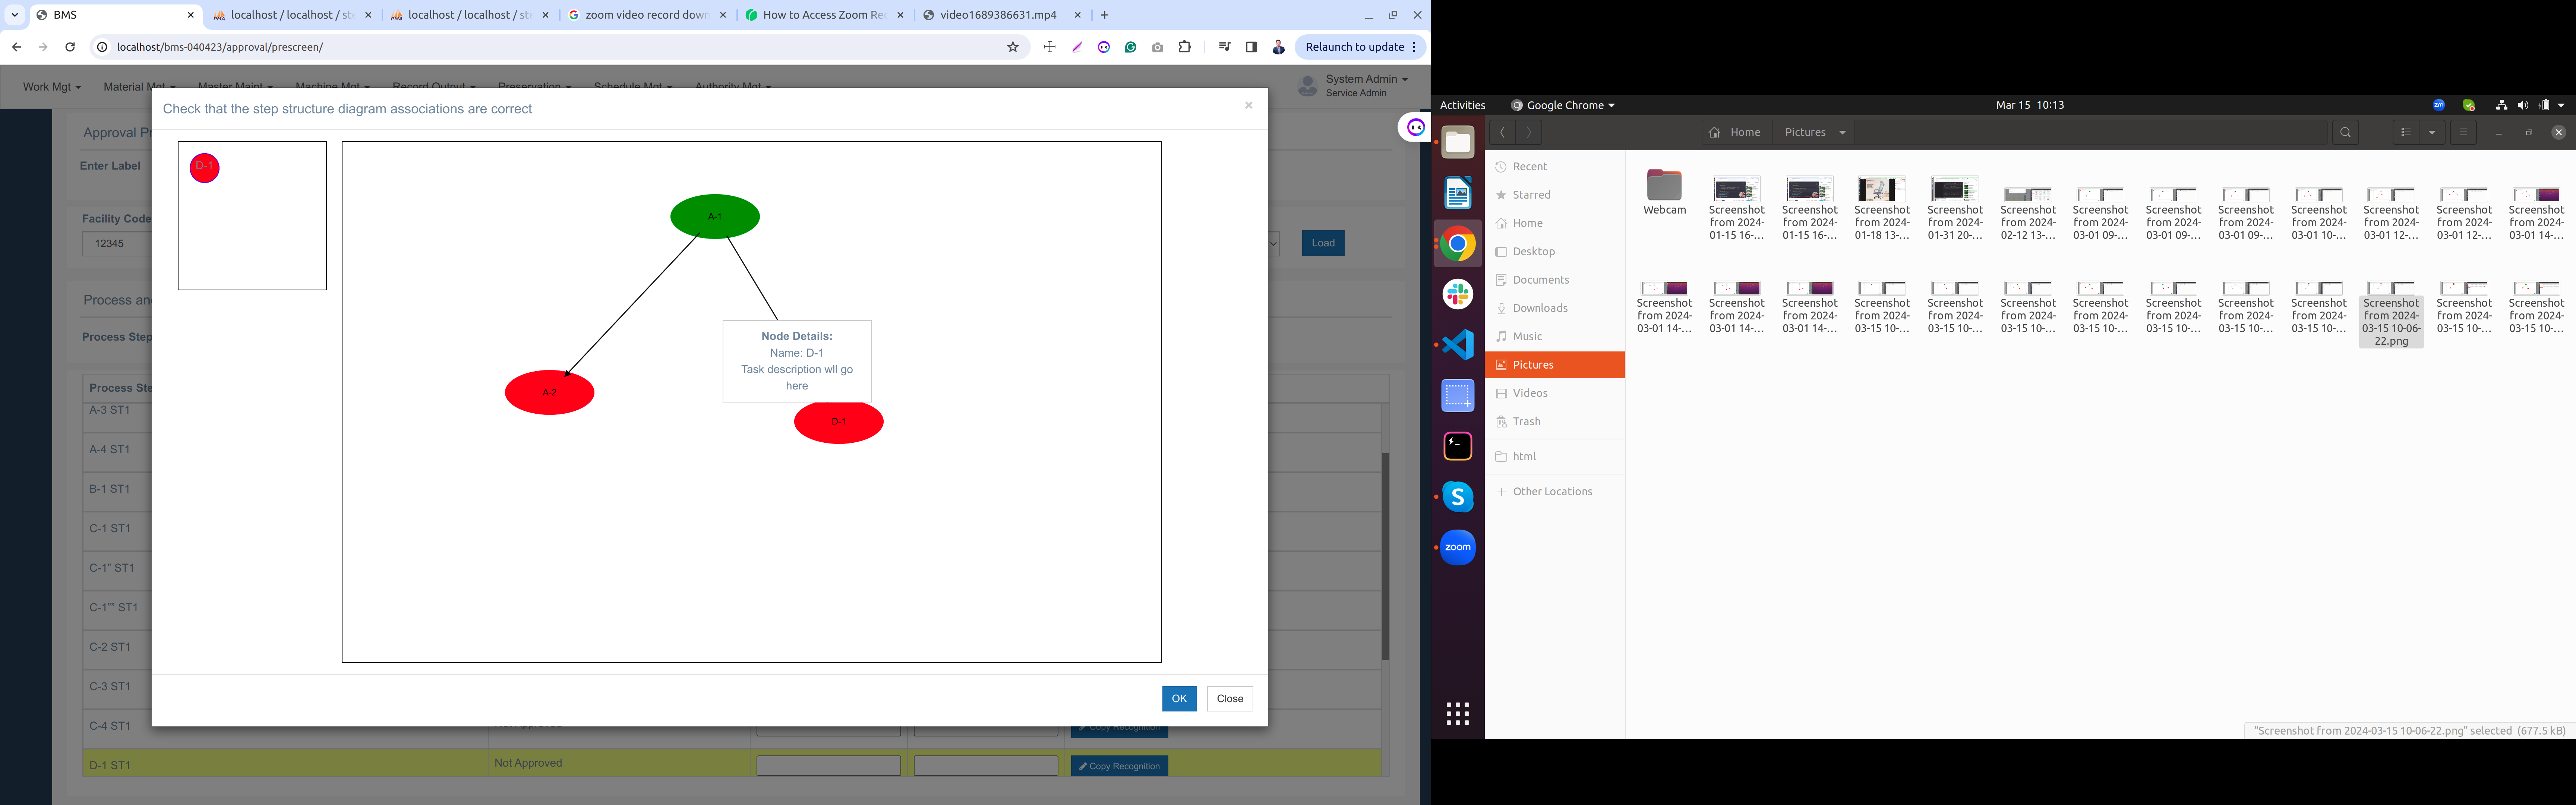 BMS
localhost / localhost / ste
localhost / localhost / ste
zoom video record down
How to Access Zoom Rec
video1689386631.mp4
localhost/bms-040423/approval/prescreen/
Relaunch to update
Work Mgt
Material Mgt
Master Maint
Machine Mgt
Record Output
Preservation
Schedule Mgt
Authority Mgt
System Admin
Service Admin
Check that the step structure diagram associations are correct
×
Approval Pr
Enter Label
Facility Code
12345
Load
Process an
Process Step
Process Ste
A-3 ST1
A-4 ST1
B-1 ST1
C-1 ST1
C-1" ST1
C-1"" ST1
C-2 ST1
C-3 ST1
C-4 ST1
Copy Recognition
D-1 ST1
Not Approved
Copy Recognition
D-1
A-1
A-2
Node Details:
Name: D-1
Task description wll go
here
D-1
OK
Close
Activities
Google Chrome
Mar 15 10:13
zm
Home
Pictures
Recent
Starred
Home
Desktop
Documents
Downloads
Music
Pictures
Videos
Trash
html
+ Other Locations
zoom
Webcam
Screenshot from 2024-01-15 16-...
Screenshot from 2024-01-15 16-...
Screenshot from 2024-01-18 13-...
Screenshot from 2024-01-31 20-...
Screenshot from 2024-02-12 13-...
Screenshot from 2024-03-01 09-...
Screenshot from 2024-03-01 09-...
Screenshot from 2024-03-01 09-...
Screenshot from 2024-03-01 10-...
Screenshot from 2024-03-01 12-...
Screenshot from 2024-03-01 12-...
Screenshot from 2024-03-01 14-...
Screenshot from 2024-03-01 14-...
Screenshot from 2024-03-01 14-...
Screenshot from 2024-03-01 14-...
Screenshot from 2024-03-15 10-...
Screenshot from 2024-03-15 10-...
Screenshot from 2024-03-15 10-...
Screenshot from 2024-03-15 10-...
Screenshot from 2024-03-15 10-...
Screenshot from 2024-03-15 10-...
Screenshot from 2024-03-15 10-...
Screenshot from 2024-03-15 10-06-22.png
Screenshot from 2024-03-15 10-...
Screenshot from 2024-03-15 10-...
"Screenshot from 2024-03-15 10-06-22.png" selected (677.5 kB)